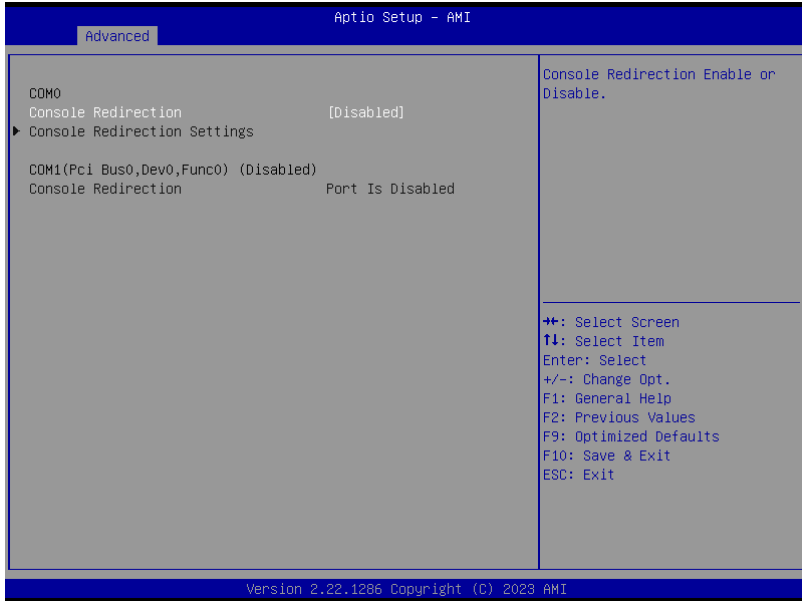 Aptio Setup – AMI
Advanced
COM0
Console Redirection [Disabled]
Console Redirection Settings
COM1(Pci Bus0,Dev0,Func0) (Disabled)
Console Redirection Port Is Disabled
Console Redirection Enable or
Disable.
→←: Select Screen
↑↓: Select Item
Enter: Select
+/-: Change Opt.
F1: General Help
F2: Previous Values
F9: Optimized Defaults
F10: Save & Exit
ESC: Exit
Version 2.22.1286 Copyright (C) 2023 AMI